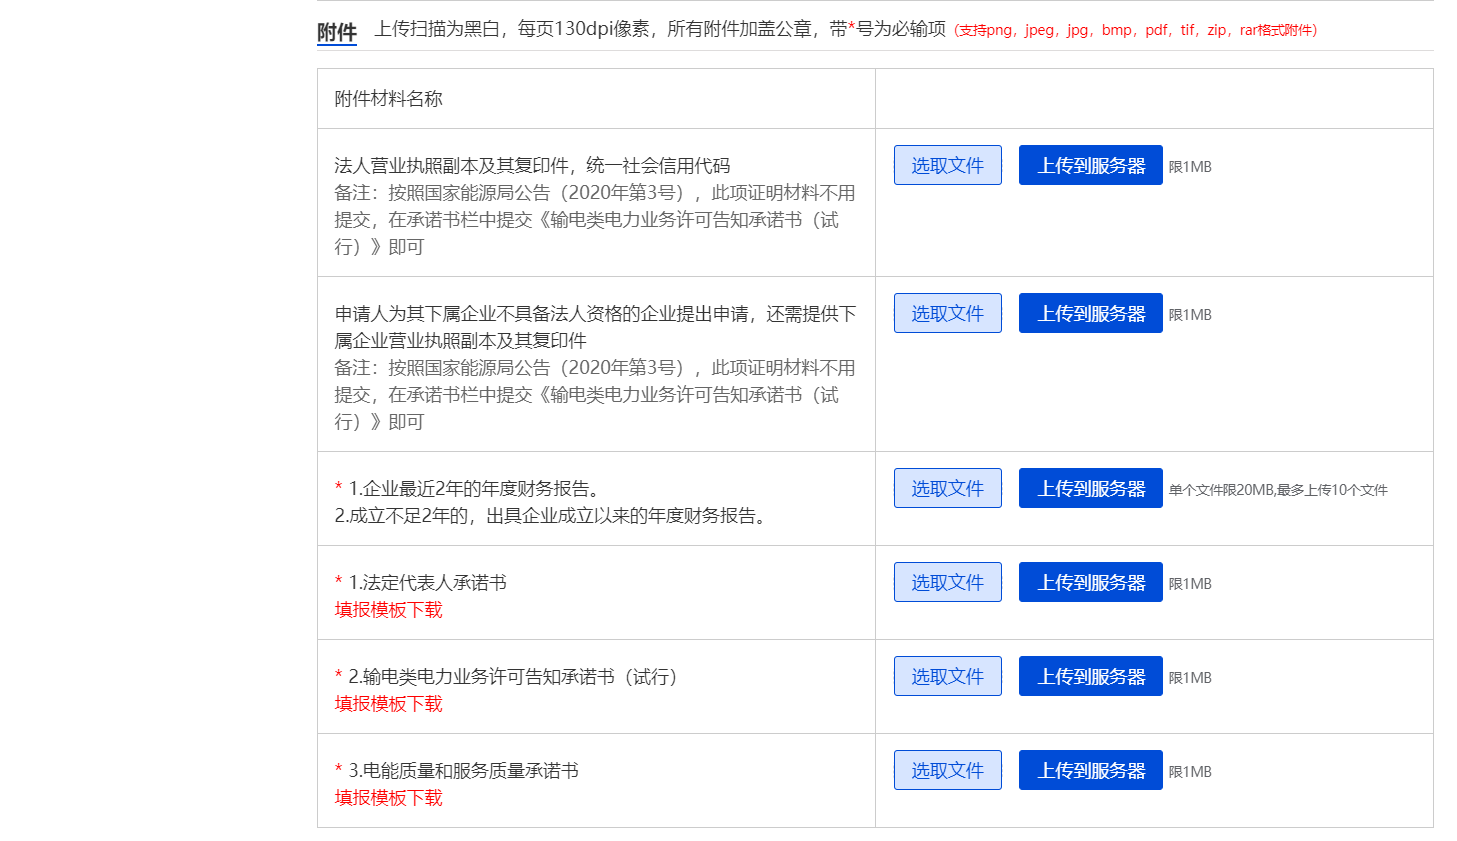 附件 上传扫描为黑白，每页130dpi像素，所有附件加盖公章，带*号为必输项（支持png，jpeg，jpg，bmp，pdf，tif，zip，rar格式附件）
附件材料名称
法人营业执照副本及其复印件，统一社会信用代码
备注：按照国家能源局公告（2020年第3号），此项证明材料不用
提交，在承诺书栏中提交《输电类电力业务许可告知承诺书（试
行）》即可
选取文件 上传到服务器 限1MB
申请人为其下属企业不具备法人资格的企业提出申请，还需提供下
属企业营业执照副本及其复印件
备注：按照国家能源局公告（2020年第3号），此项证明材料不用
提交，在承诺书栏中提交《输电类电力业务许可告知承诺书（试
行）》即可
选取文件 上传到服务器 限1MB
* 1.企业最近2年的年度财务报告。
2.成立不足2年的，出具企业成立以来的年度财务报告。
选取文件 上传到服务器 单个文件限20MB,最多上传10个文件
* 1.法定代表人承诺书
填报模板下载
选取文件 上传到服务器 限1MB
* 2.输电类电力业务许可告知承诺书（试行）
填报模板下载
选取文件 上传到服务器 限1MB
* 3.电能质量和服务质量承诺书
填报模板下载
选取文件 上传到服务器 限1MB